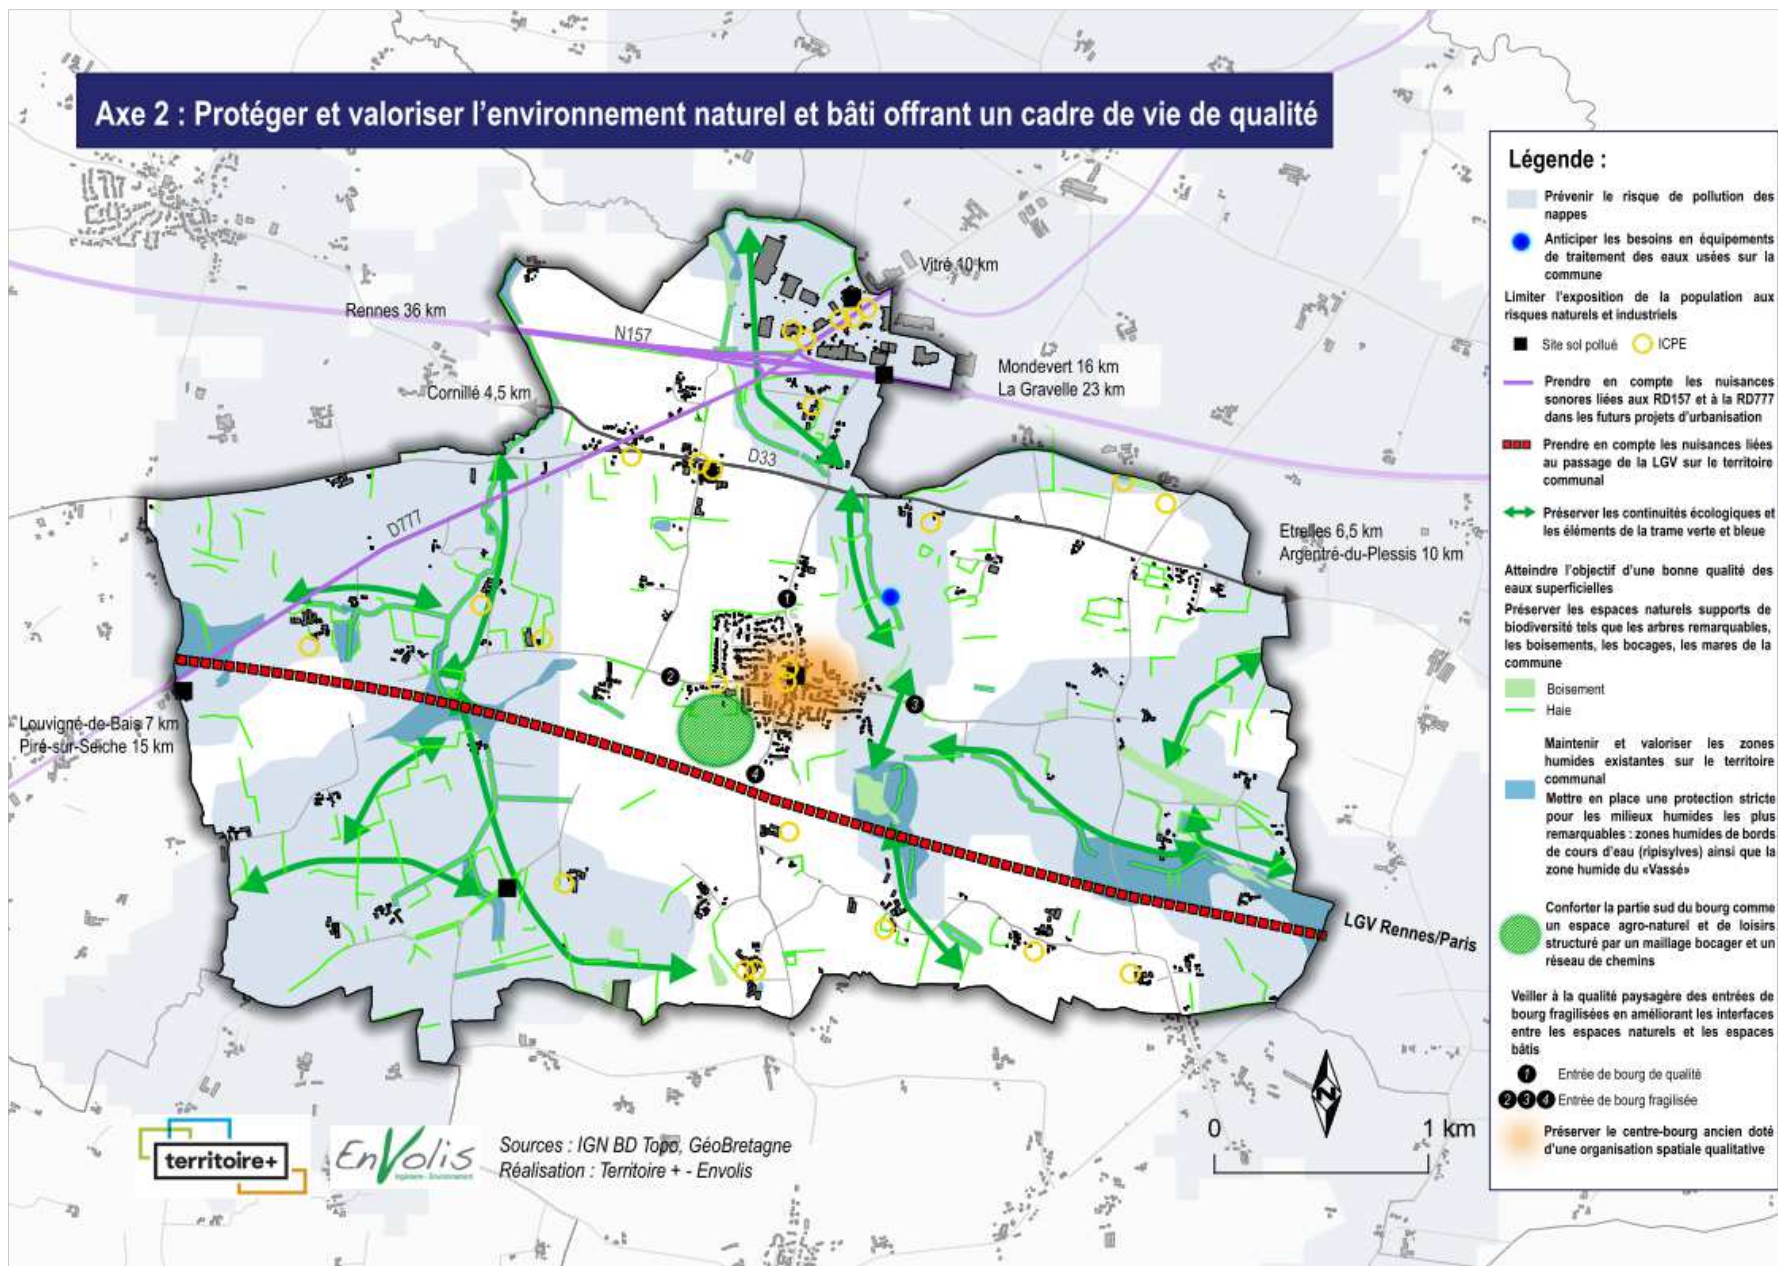 Axe 2 : Protéger et valoriser l'environnement naturel et bâti offrant un cadre de vie de qualité
Vitré 10 km
Rennes 36 km
N157
Mondevert 16 km
La Gravelle 23 km
Cornillé 4,5 km
D33
D777
Etrelles 6,5 km
Argentré-du-Plessis 10 km
1
2
3
4
Louvigné-de-Bais 7 km
Piré-sur-Seiche 15 km
LGV Rennes/Paris
Légende :
Prévenir le risque de pollution des
nappes
Anticiper les besoins en équipements
de traitement des eaux usées sur la
commune
Limiter l'exposition de la population aux
risques naturels et industriels
Site sol pollué
ICPE
Prendre en compte les nuisances
sonores liées aux RD157 et à la RD777
dans les futurs projets d'urbanisation
Prendre en compte les nuisances liées
au passage de la LGV sur le territoire
communal
Préserver les continuités écologiques et
les éléments de la trame verte et bleue
Atteindre l'objectif d'une bonne qualité des
eaux superficielles
Préserver les espaces naturels supports de
biodiversité tels que les arbres remarquables,
les boisements, les bocages, les mares de la
commune
Boisement
Haie
Maintenir et valoriser les zones
humides existantes sur le territoire
communal
Mettre en place une protection stricte
pour les milieux humides les plus
remarquables : zones humides de bords
de cours d'eau (ripisylves) ainsi que la
zone humide du «Vassé»
Conforter la partie sud du bourg comme
un espace agro-naturel et de loisirs
structuré par un maillage bocager et un
réseau de chemins
Veiller à la qualité paysagère des entrées de
bourg fragilisées en améliorant les interfaces
entre les espaces naturels et les espaces
bâtis
1 Entrée de bourg de qualité
2 3 4 Entrée de bourg fragilisée
Préserver le centre-bourg ancien doté
d'une organisation spatiale qualitative
territoire+
EnVolis
Ingénierie - Environnement
Sources : IGN BD Topo, GéoBretagne
Réalisation : Territoire + - Envolis
N
0 1 km